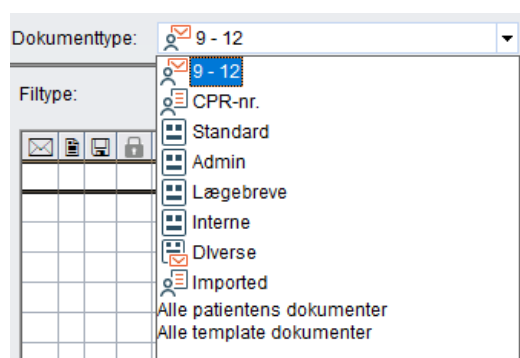 Dokumenttype: 9 - 12
9 - 12
Filtype:
CPR-nr.
Standard
Admin
Lægebreve
Interne
DIverse
Imported
Alle patientens dokumenter
Alle template dokumenter